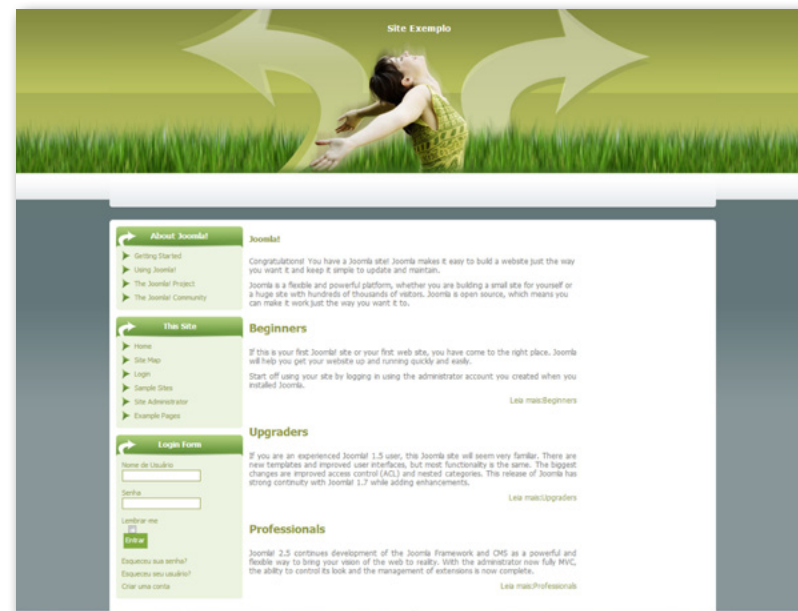 Site Exemplo
About Joomla!
Getting Started
Using Joomla!
The Joomla! Project
The Joomla! Community
This Site
Home
Site Map
Login
Sample Sites
Site Administrator
Example Pages
Login Form
Nome de Usuário
Senha
Lembrar me
Entrar
Esqueceu sua senha?
Esqueceu seu usuário?
Criar uma conta
Joomla!
Congratulations! You have a Joomla site! Joomla makes it easy to build a website just the way
you want it and keep it simple to update and maintain.
Joomla is a flexible and powerful platform, whether you are building a small site for yourself or
a huge site with hundreds of thousands of visitors. Joomla is open source, which means you
can make it work just the way you want it to.
Beginners
If this is your first Joomla! site or your first web site, you have come to the right place. Joomla
will help you get your website up and running quickly and easily.
Start off using your site by logging in using the administrator account you created when you
installed Joomla.
Leia mais:Beginners
Upgraders
If you are an experienced Joomla! 1.5 user, this Joomla site will seem very familiar. There are
new templates and improved user interfaces, but most functionality is the same. The biggest
changes are improved access control (ACL) and nested categories. This release of Joomla has
strong continuity with Joomla! 1.7 while adding enhancements.
Leia mais:Upgraders
Professionals
Joomla! 2.5 continues development of the Joomla Framework and CMS as a powerful and
flexible way to bring your vision of the web to reality. With the administrator now fully MVC,
the ability to control its look and the management of extensions is now complete.
Leia mais:Professionals